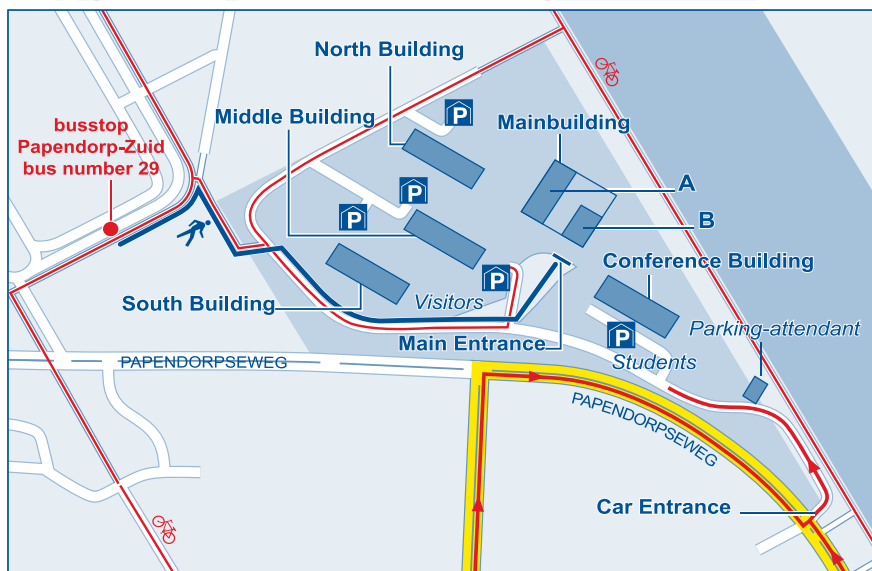 North Building
P
Middle Building
Mainbuilding
busstop
Papendorp-Zuid
bus number 29
A
P
P
B
Conference Building
P
South Building
Visitors
P
Parking-attendant
Main Entrance
Students
PAPENDORPSEWEG
PAPENDORPSEWEG
Car Entrance